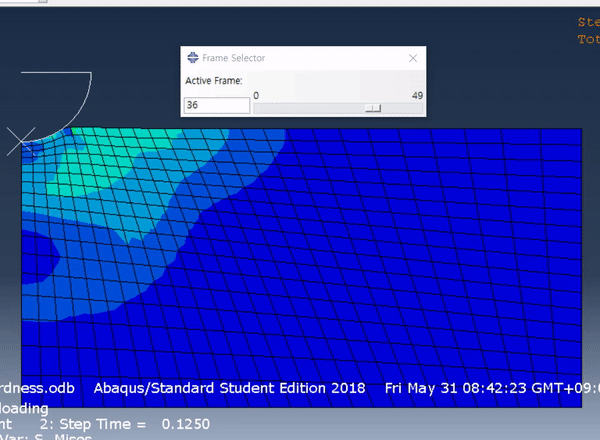 Ste
Tot
Frame Selector
Active Frame:
0 49
36
rdness.odb Abaqus/Standard Student Edition 2018 Fri May 31 08:42:23 GMT+09:0
loading
nt 2: Step Time = 0.1250
Var: S, Mises